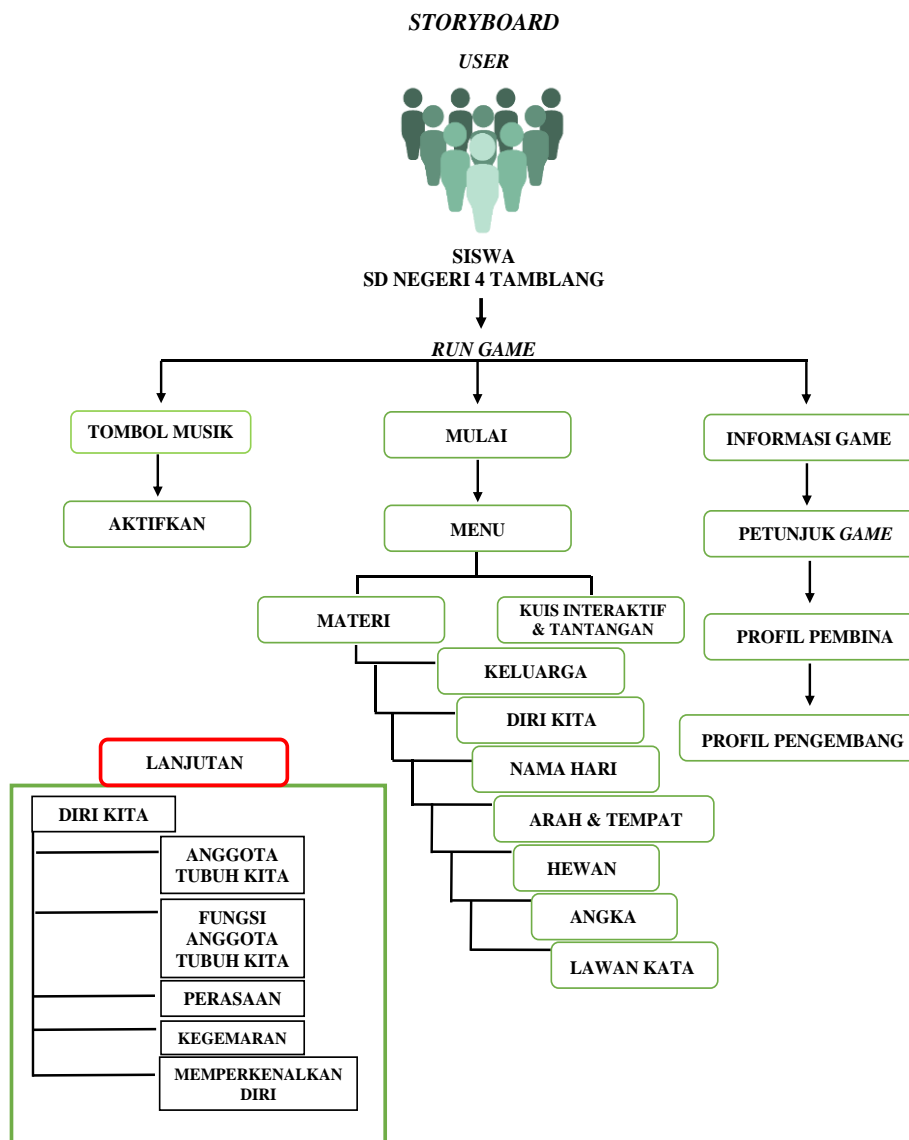 STORYBOARD
USER
SISWA
SD NEGERI 4 TAMBLANG
RUN GAME
TOMBOL MUSIK
MULAI
INFORMASI GAME
AKTIFKAN
MENU
PETUNJUK GAME
MATERI
KUIS INTERAKTIF
& TANTANGAN
PROFIL PEMBINA
KELUARGA
DIRI KITA
PROFIL PENGEMBANG
NAMA HARI
ARAH & TEMPAT
HEWAN
ANGKA
LAWAN KATA
LANJUTAN
DIRI KITA
ANGGOTA
TUBUH KITA
FUNGSI
ANGGOTA
TUBUH KITA
PERASAAN
KEGEMARAN
MEMPERKENALKAN
DIRI